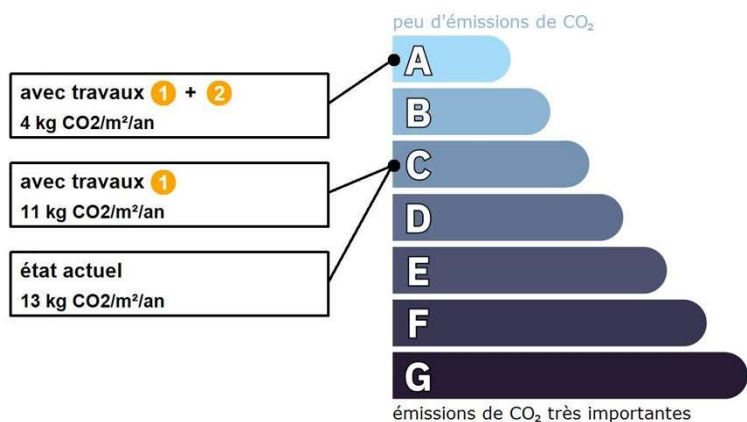 peu d'émissions de CO₂
A
avec travaux 1 + 2
4 kg CO2/m²/an
B
C
avec travaux 1
11 kg CO2/m²/an
D
état actuel
13 kg CO2/m²/an
E
F
G
émissions de CO₂ très importantes